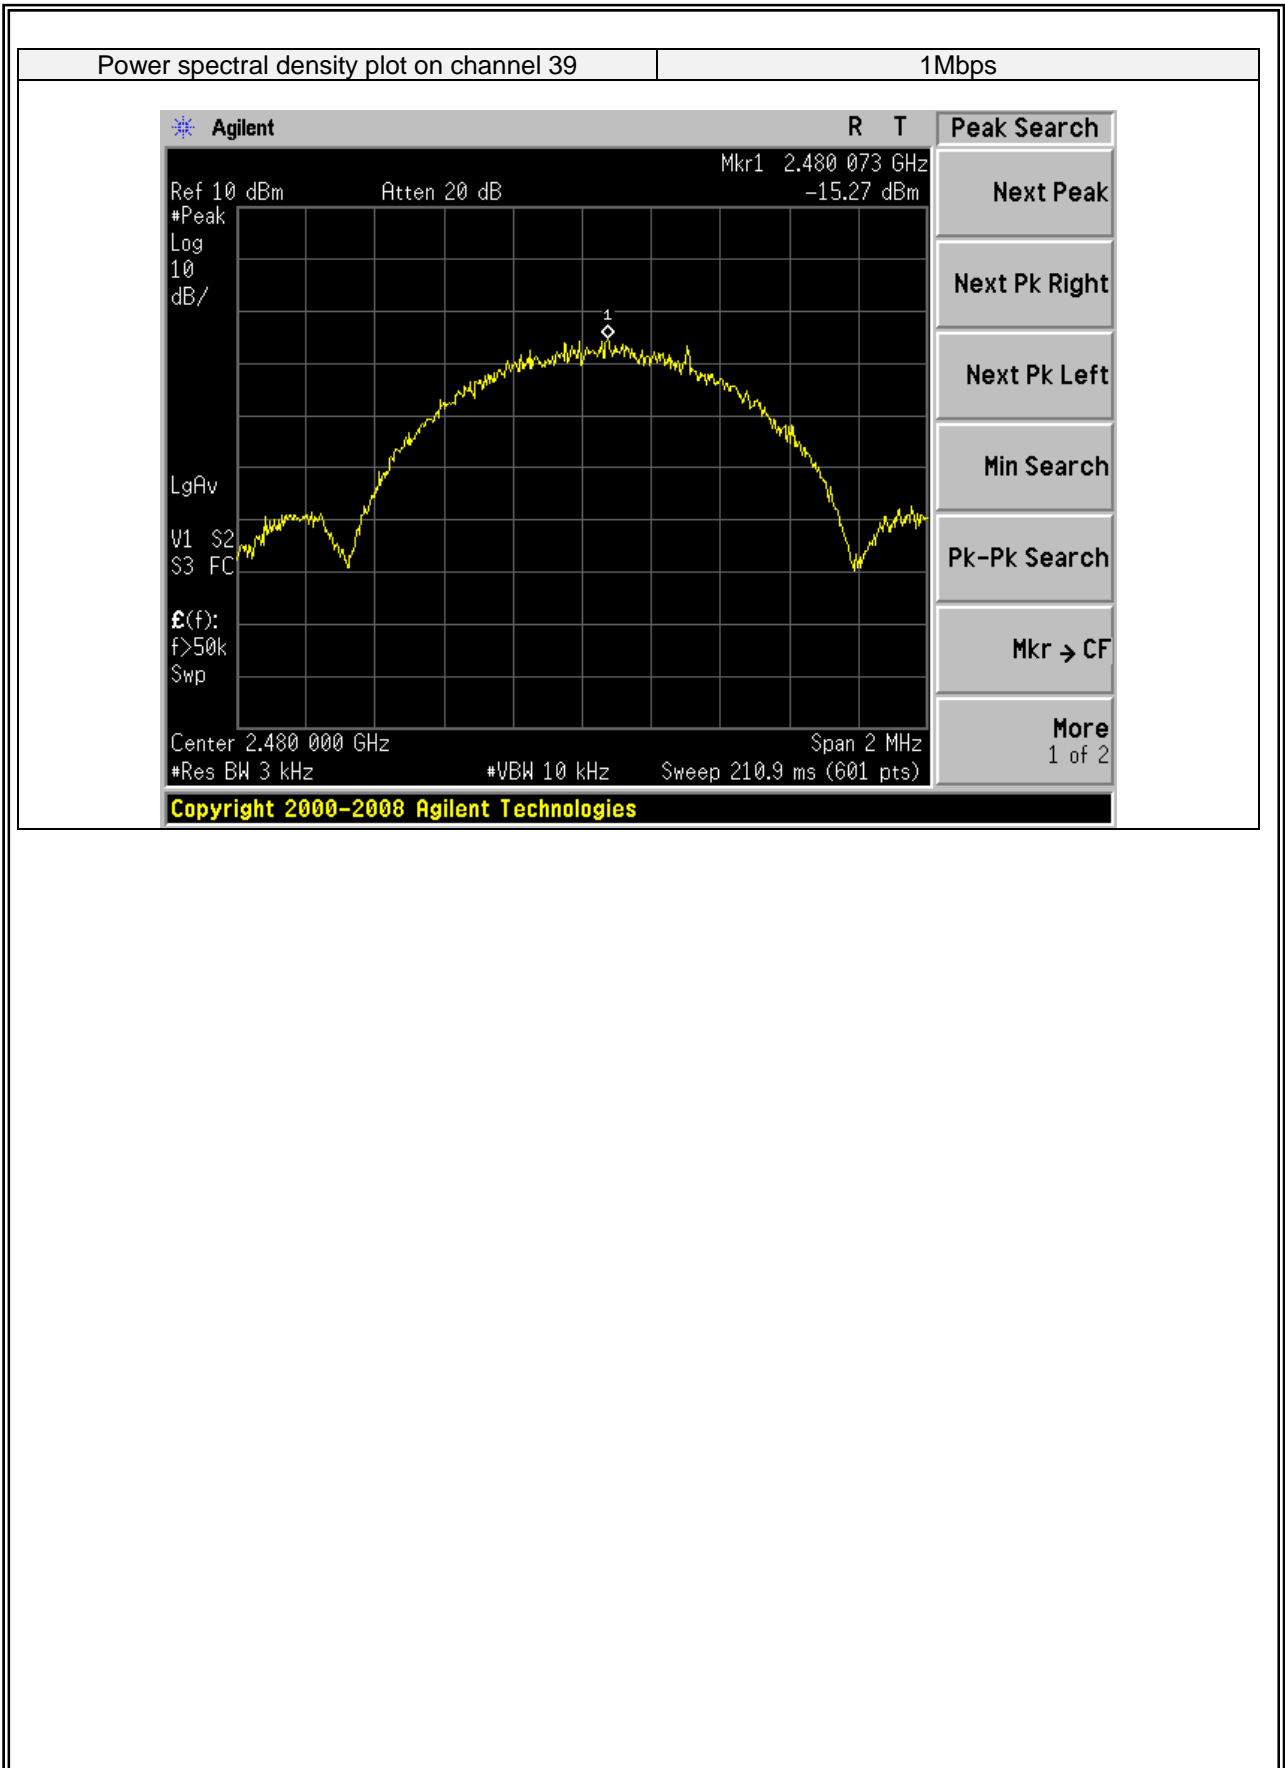 Power spectral density plot on channel 39 1Mbps
Agilent R T Peak Search
Mkr1 2.480 073 GHz
Ref 10 dBm Atten 20 dB -15.27 dBm
#Peak
Log
10
dB/
1
LgAv
V1 S2
S3 FC
£(f):
f>50k
Swp
Center 2.480 000 GHz Span 2 MHz
#Res BW 3 kHz #VBW 10 kHz Sweep 210.9 ms (601 pts)
Copyright 2000-2008 Agilent Technologies
Next Peak
Next Pk Right
Next Pk Left
Min Search
Pk-Pk Search
Mkr → CF
More
1 of 2